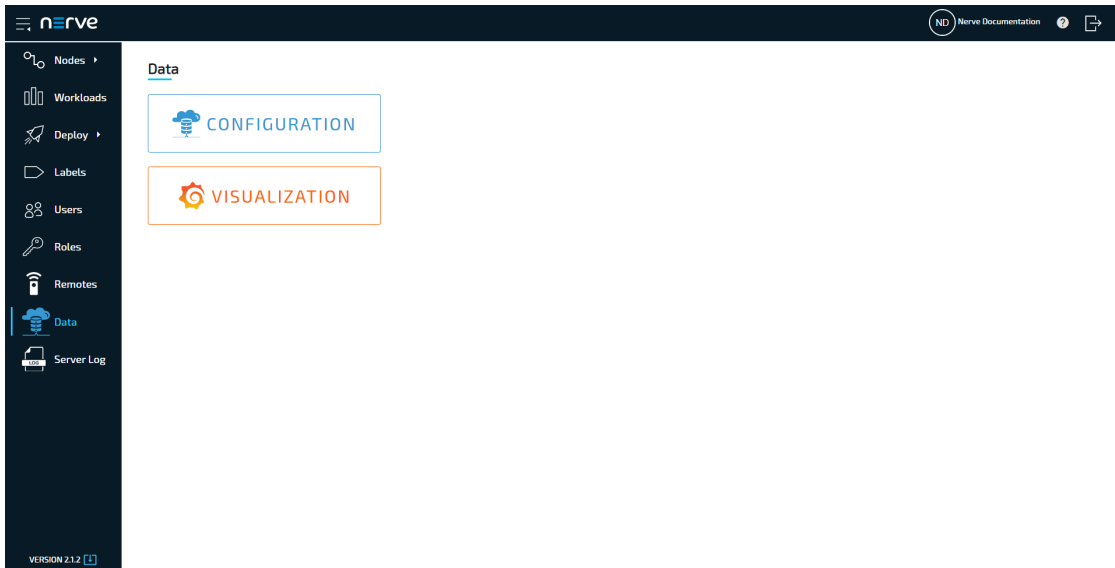 nerve
ND Nerve Documentation ?
Nodes
Workloads
Deploy
Labels
Users
Roles
Remotes
Data
LOG Server Log
VERSION 2.1.2
Data
CONFIGURATION
VISUALIZATION